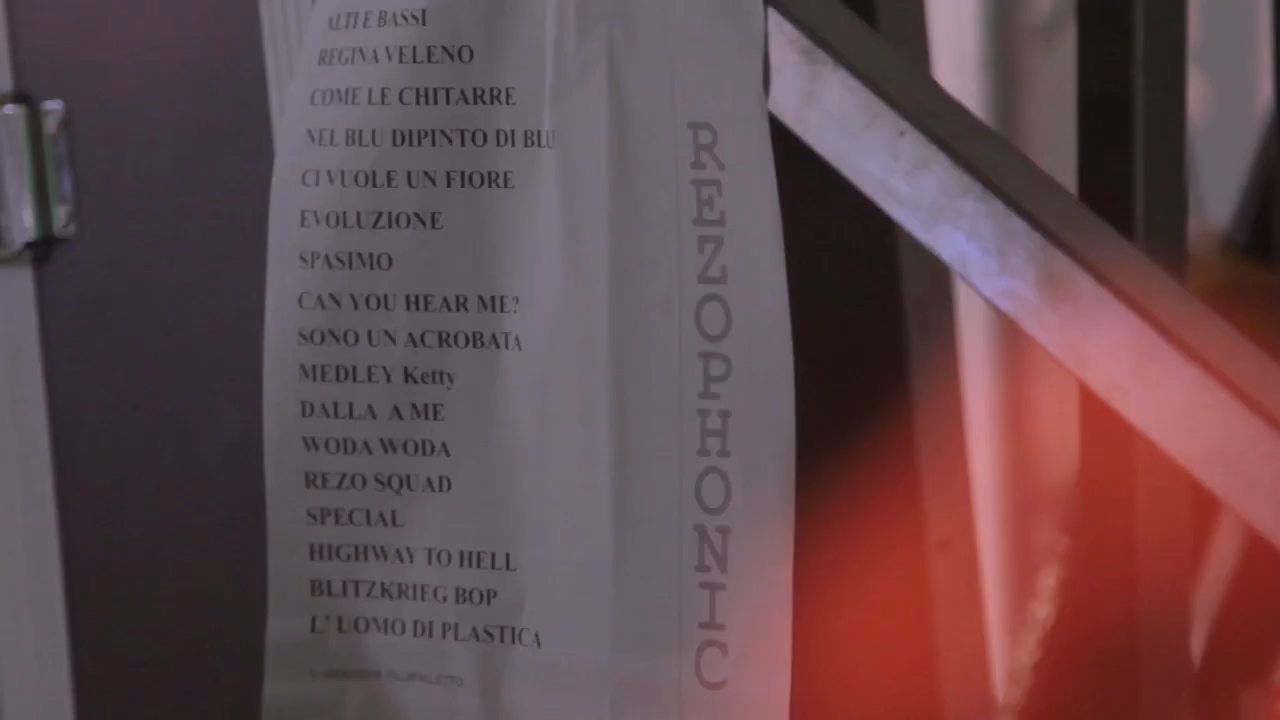 ALTI E BASSI
REGINA VELENO
COME LE CHITARRE
NEL BLU DIPINTO DI BLU
CI VUOLE UN FIORE
EVOLUZIONE
SPASIMO
CAN YOU HEAR ME?
SONO UN ACROBATA
MEDLEY Ketty
DALLA A ME
WODA WODA
REZO SQUAD
SPECIAL
HIGHWAY TO HELL
BLITZKRIEG BOP
L' UOMO DI PLASTICA
REZOPHONIC